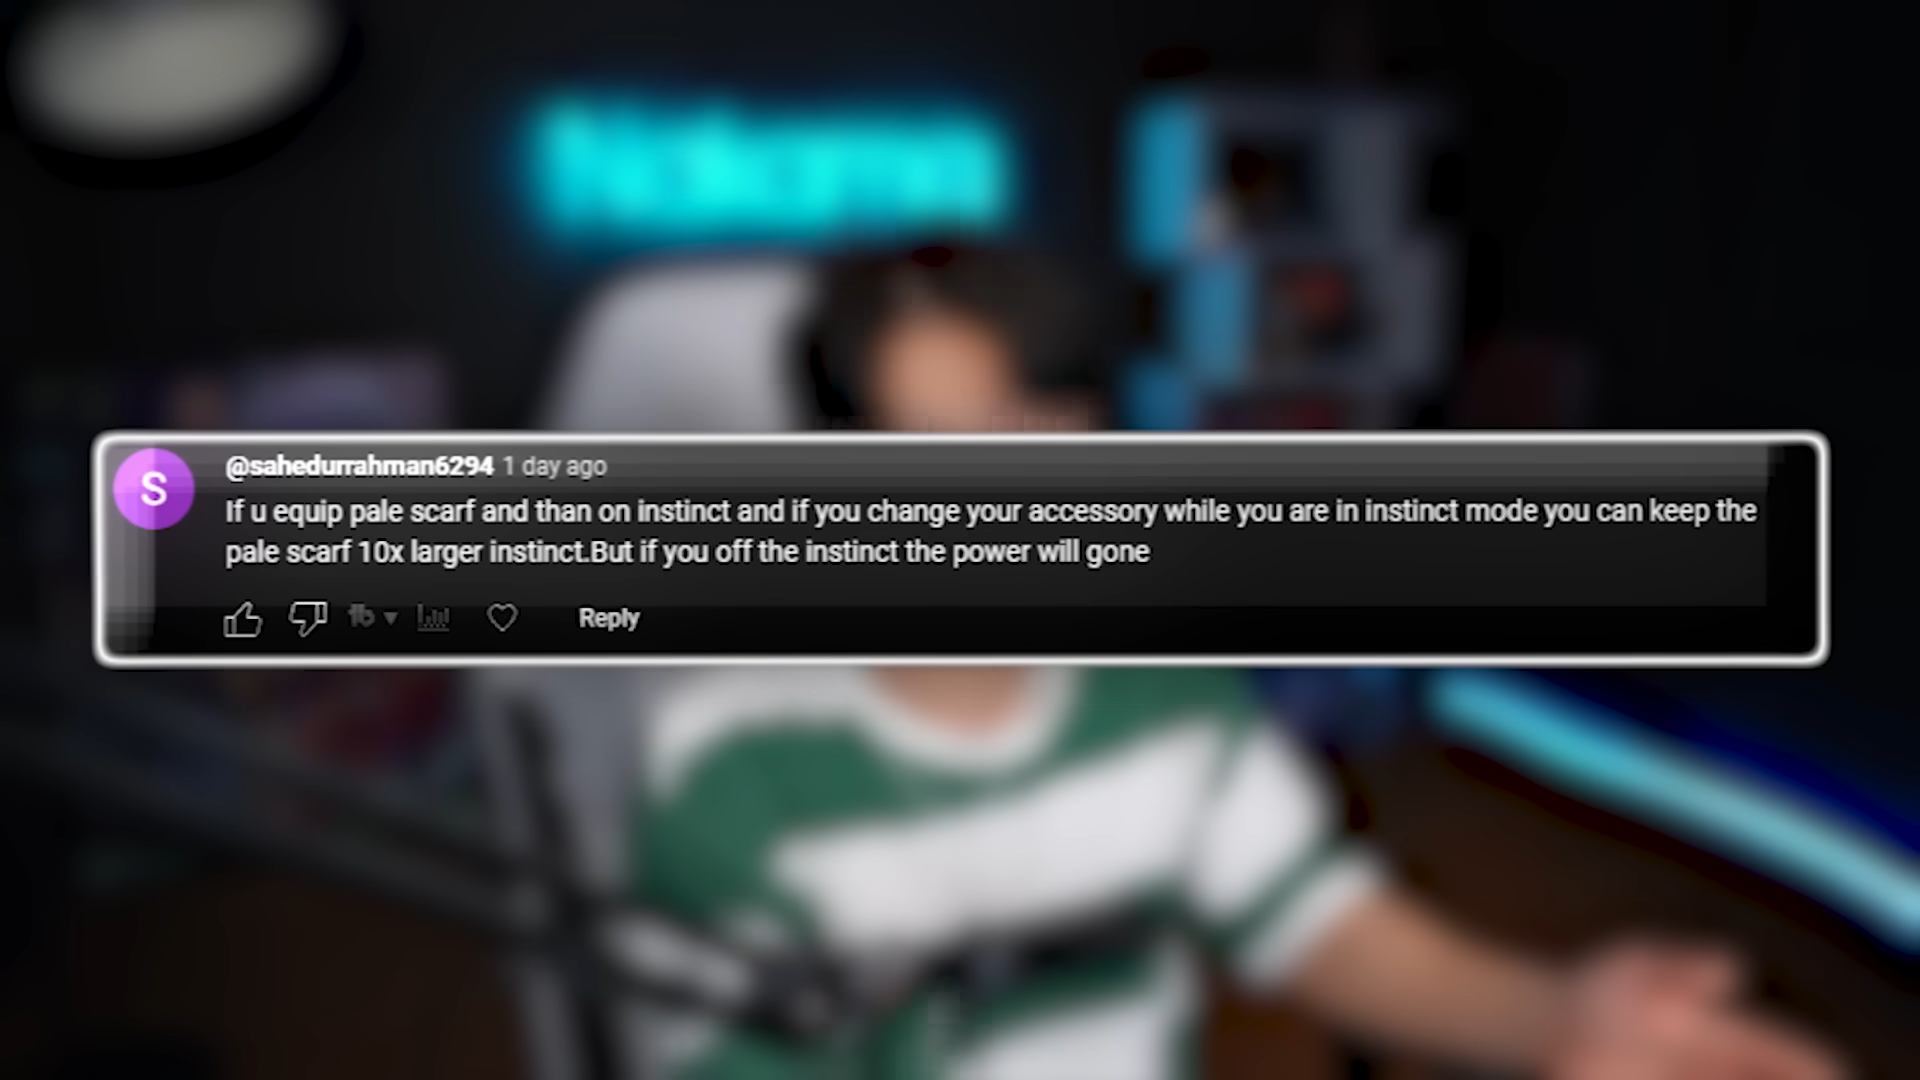 S
@sahedurrahman6294 1 day ago
If u equip pale scarf and than on instinct and if you change your accessory while you are in instinct mode you can keep the
pale scarf 10x larger instinct.But if you off the instinct the power will gone
Reply